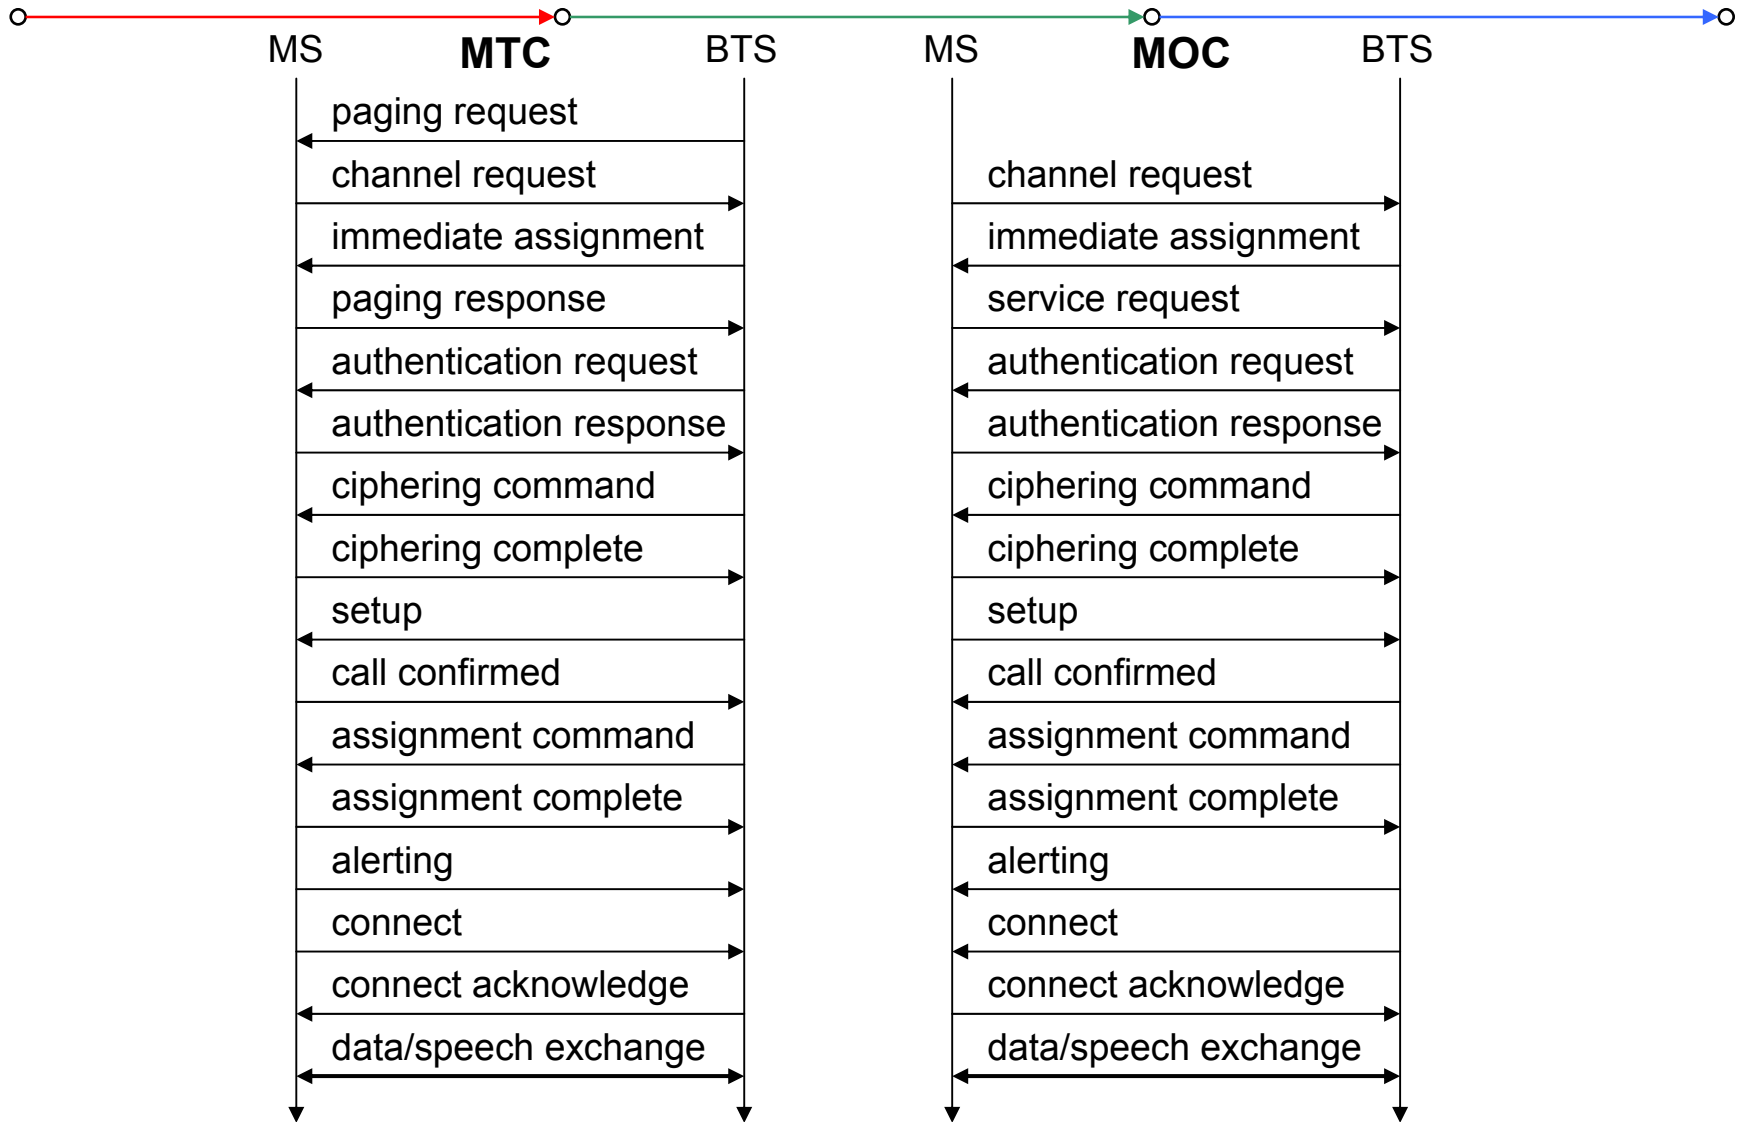 MS MTC BTS MS MOC BTS
paging request
channel request channel request
immediate assignment immediate assignment
paging response service request
authentication request authentication request
authentication response authentication response
ciphering command ciphering command
ciphering complete ciphering complete
setup setup
call confirmed call confirmed
assignment command assignment command
assignment complete assignment complete
alerting alerting
connect connect
connect acknowledge connect acknowledge
data/speech exchange data/speech exchange